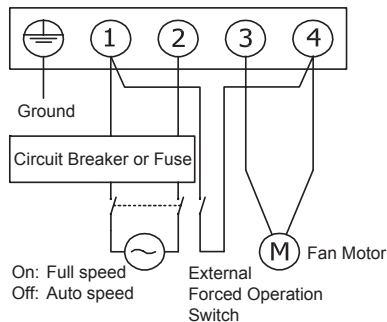 1 2 3 4
Ground
Circuit Breaker or Fuse
M Fan Motor
On: Full speed
Off: Auto speed
External
Forced Operation
Switch